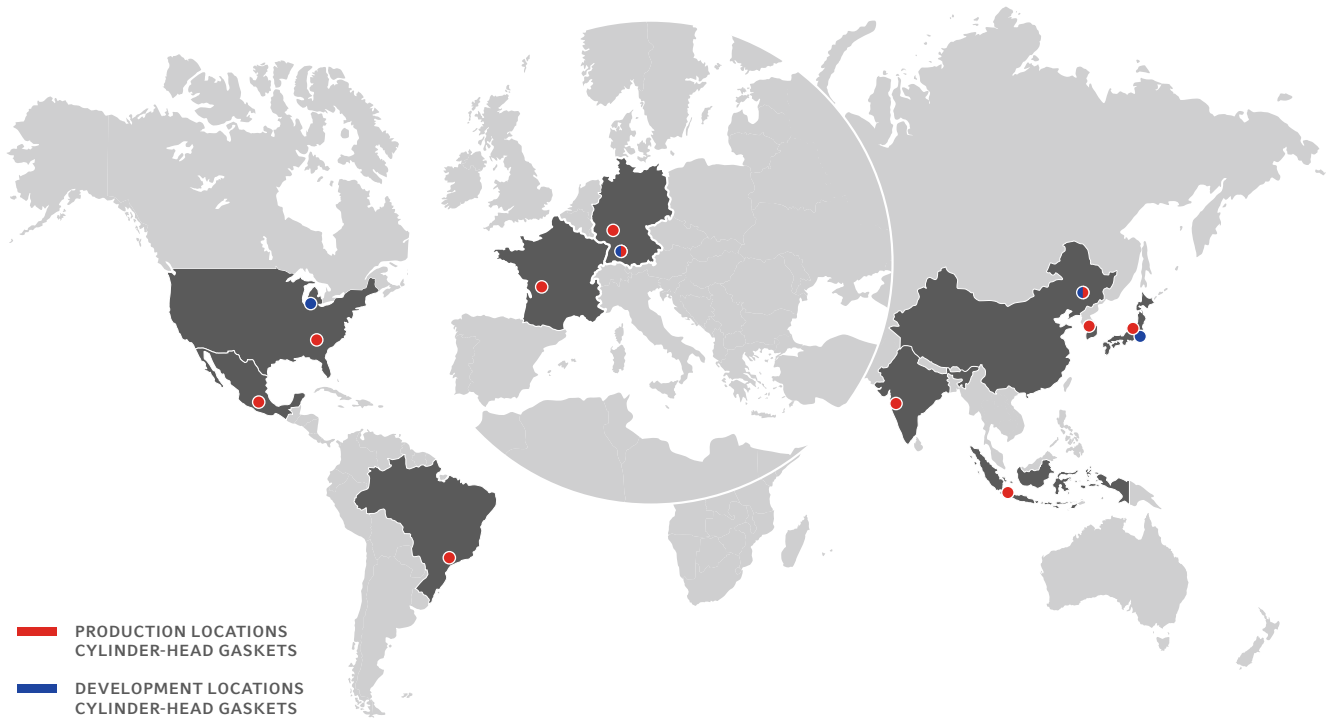 PRODUCTION LOCATIONS
CYLINDER-HEAD GASKETS
DEVELOPMENT LOCATIONS
CYLINDER-HEAD GASKETS